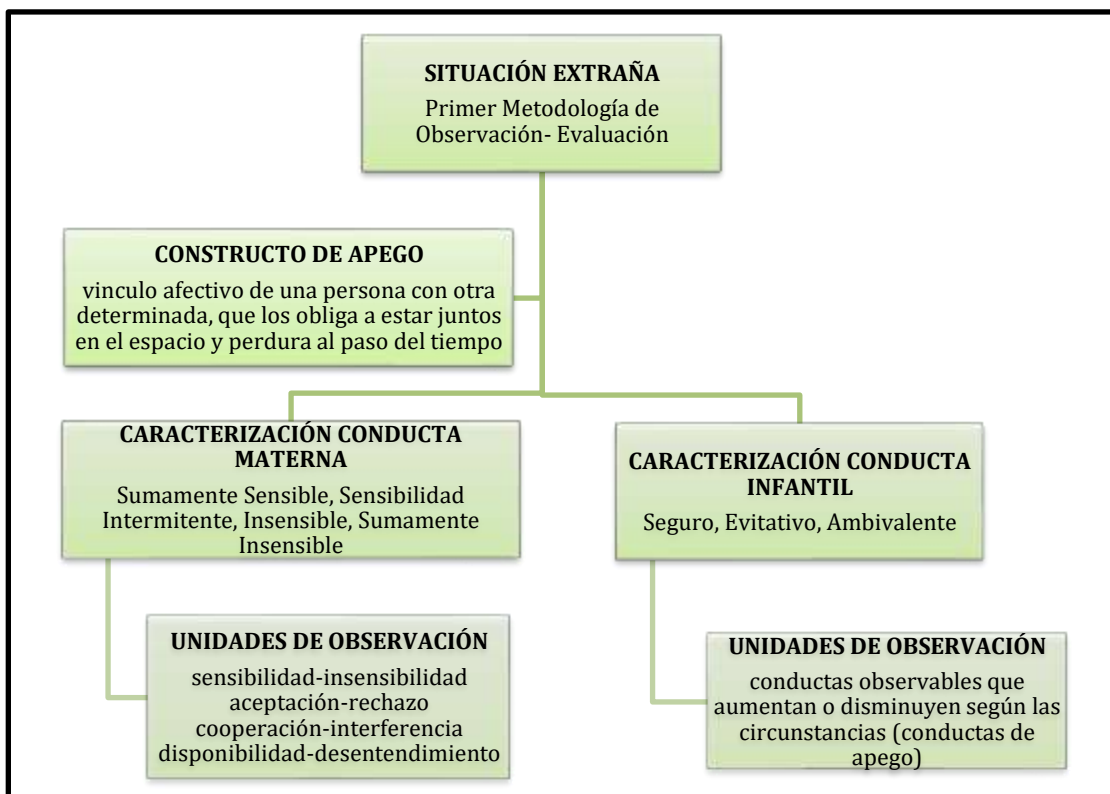 SITUACIÓN EXTRAÑA
Primer Metodología de
Observación- Evaluación
CONSTRUCTO DE APEGO
vinculo afectivo de una persona con otra
determinada, que los obliga a estar juntos
en el espacio y perdura al paso del tiempo
CARACTERIZACIÓN CONDUCTA
MATERNA
Sumamente Sensible, Sensibilidad
Intermitente, Insensible, Sumamente
Insensible
CARACTERIZACIÓN CONDUCTA
INFANTIL
Seguro, Evitativo, Ambivalente
UNIDADES DE OBSERVACIÓN
sensibilidad-insensibilidad
aceptación-rechazo
cooperación-interferencia
disponibilidad-desentendimiento
UNIDADES DE OBSERVACIÓN
conductas observables que
aumentan o disminuyen según las
circunstancias (conductas de
apego)